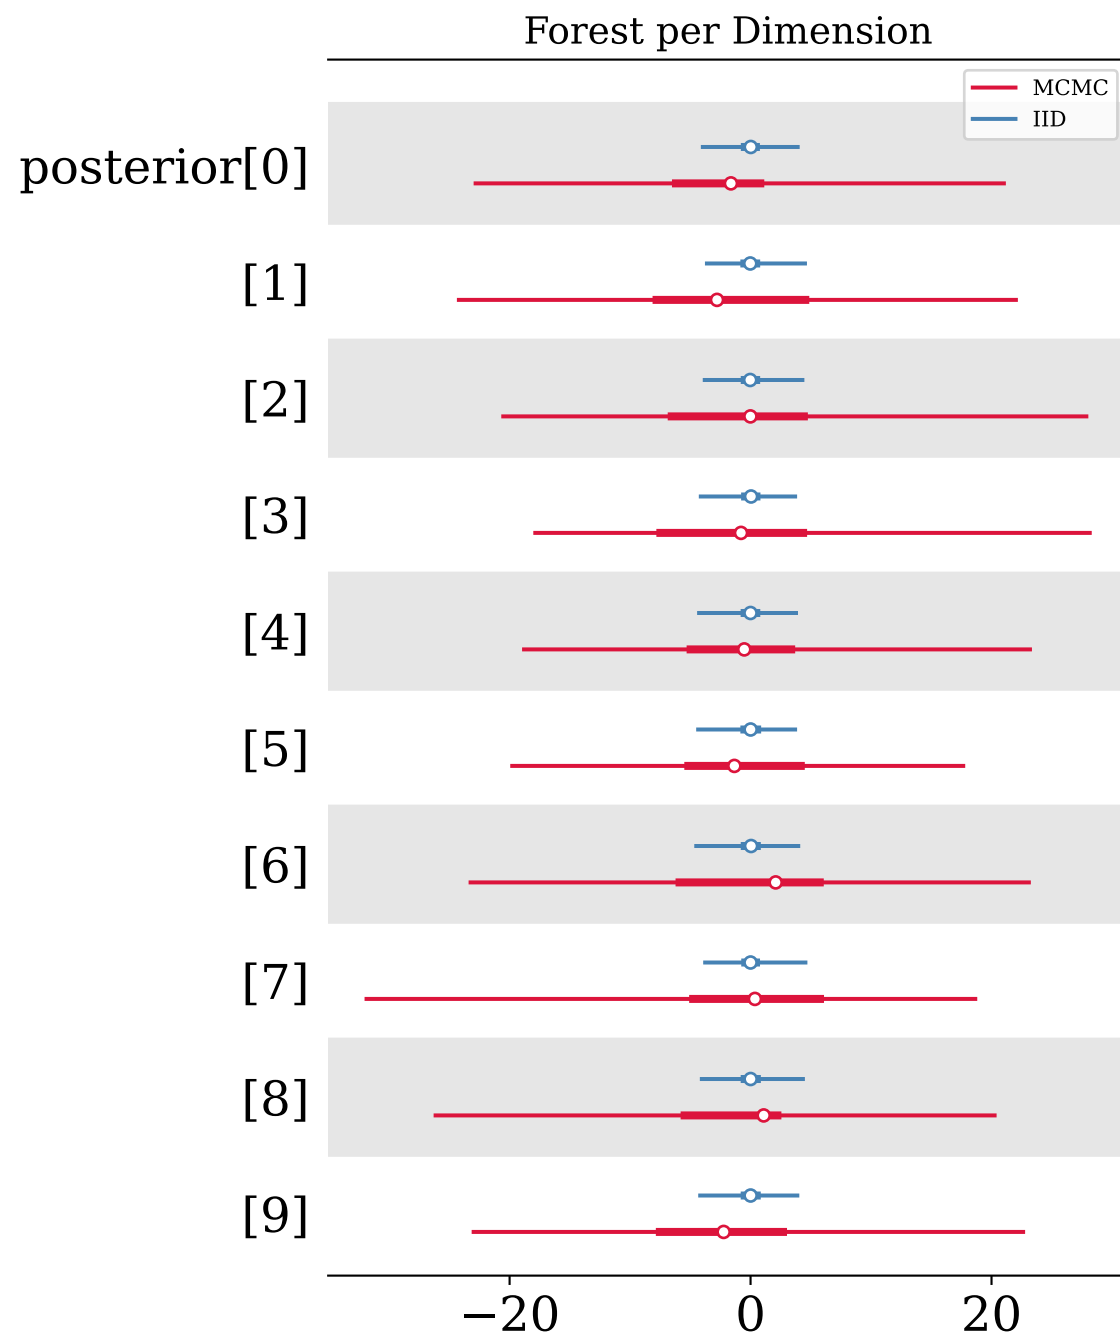 Forest per Dimension
MCMC
IID
posterior[0]
[1]
[2]
[3]
[4]
[5]
[6]
[7]
[8]
[9]
−20 0 20